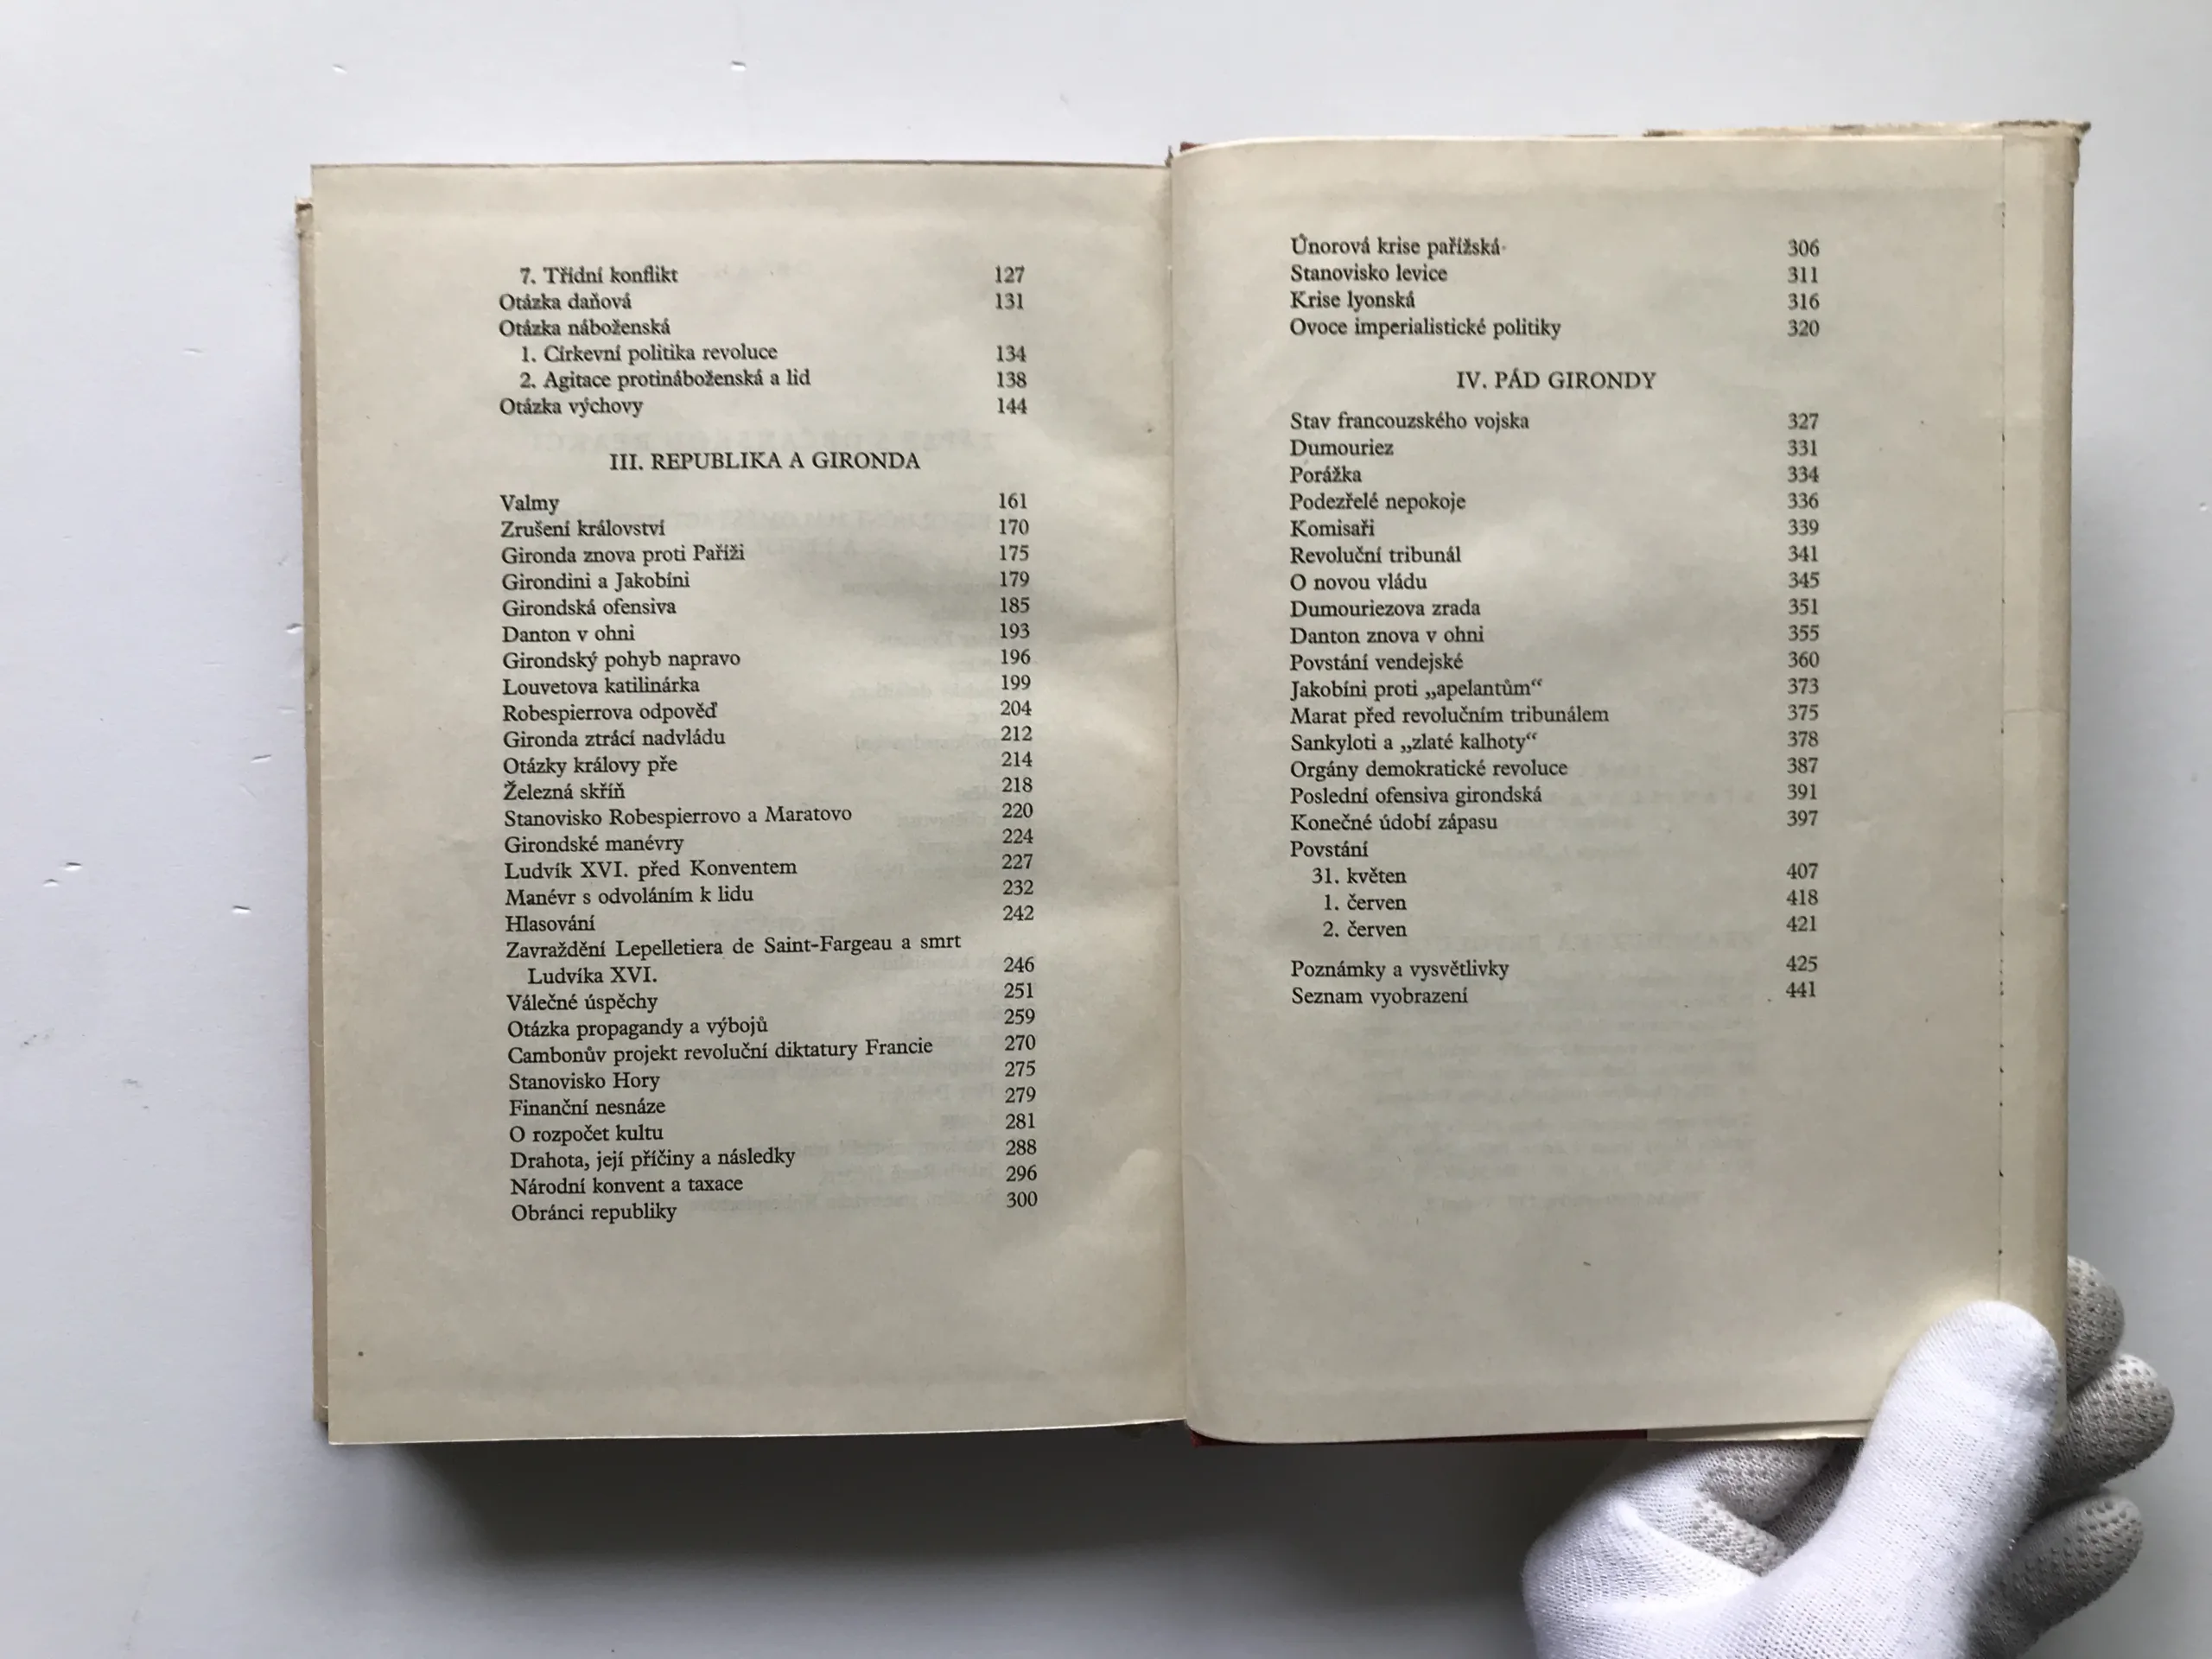 7. Třídní konflikt 127
Otázka daňová 131
Otázka náboženská
1. Církevní politika revoluce 134
2. Agitace protináboženská a lid 138
Otázka výchovy 144
III. REPUBLIKA A GIRONDA
Valmy 161
Zrušení království 170
Gironda znova proti Paříži 175
Girondini a Jakobíni 179
Girondská ofensiva 185
Danton v ohni 193
Girondský pohyb napravo 196
Louvetova katilinárka 199
Robespierrova odpověď 204
Gironda ztrácí nadvládu 212
Otázky královy pře 214
Železná skříň 218
Stanovisko Robespierrovo a Maratovo 220
Girondské manévry 224
Ludvík XVI. před Konventem 227
Manévr s odvoláním k lidu 232
Hlasování 242
Zavraždění Lepelletiera de Saint-Fargeau a smrt
Ludvíka XVI. 246
Válečné úspěchy 251
Otázka propagandy a výbojů 259
Cambonův projekt revoluční diktatury Francie 270
Stanovisko Hory 275
Finanční nesnáze 279
O rozpočet kultu 281
Drahota, její příčiny a následky 288
Národní konvent a taxace 296
Obránci republiky 300
Únorová krise pařížská 306
Stanovisko levice 311
Krise lyonská 316
Ovoce imperialistické politiky 320
IV. PÁD GIRONDY
Stav francouzského vojska 327
Dumouriez 331
Porážka 334
Podezřelé nepokoje 336
Komisaři 339
Revoluční tribunál 341
O novou vládu 345
Dumouriezova zrada 351
Danton znova v ohni 355
Povstání vendejské 360
Jakobíni proti „apelantům“ 373
Marat před revolučním tribunálem 375
Sankyloti a „zlaté kalhoty“ 378
Orgány demokratické revoluce 387
Poslední ofensiva girondská 391
Konečné údobí zápasu 397
Povstání
31. květen 407
1. červen 418
2. červen 421
Poznámky a vysvětlivky 425
Seznam vyobrazení 441